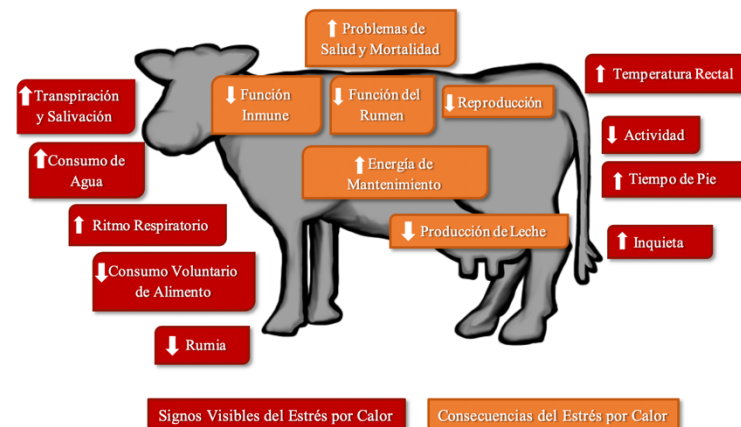 ⬆ Problemas de
Salud y Mortalidad
⬆ Temperatura Rectal
⬆ Transpiración
y Salivación
⬇ Función
Inmune
⬇ Función del
Rumen
⬇ Reproducción
⬇ Actividad
⬆ Consumo de
Agua
⬆ Energía de
Mantenimiento
⬆ Tiempo de Pie
⬆ Ritmo Respiratorio
⬇ Producción de Leche
⬆ Inquieta
⬇ Consumo Voluntario
de Alimento
⬇ Rumia
Signos Visibles del Estrés por Calor
Consecuencias del Estrés por Calor